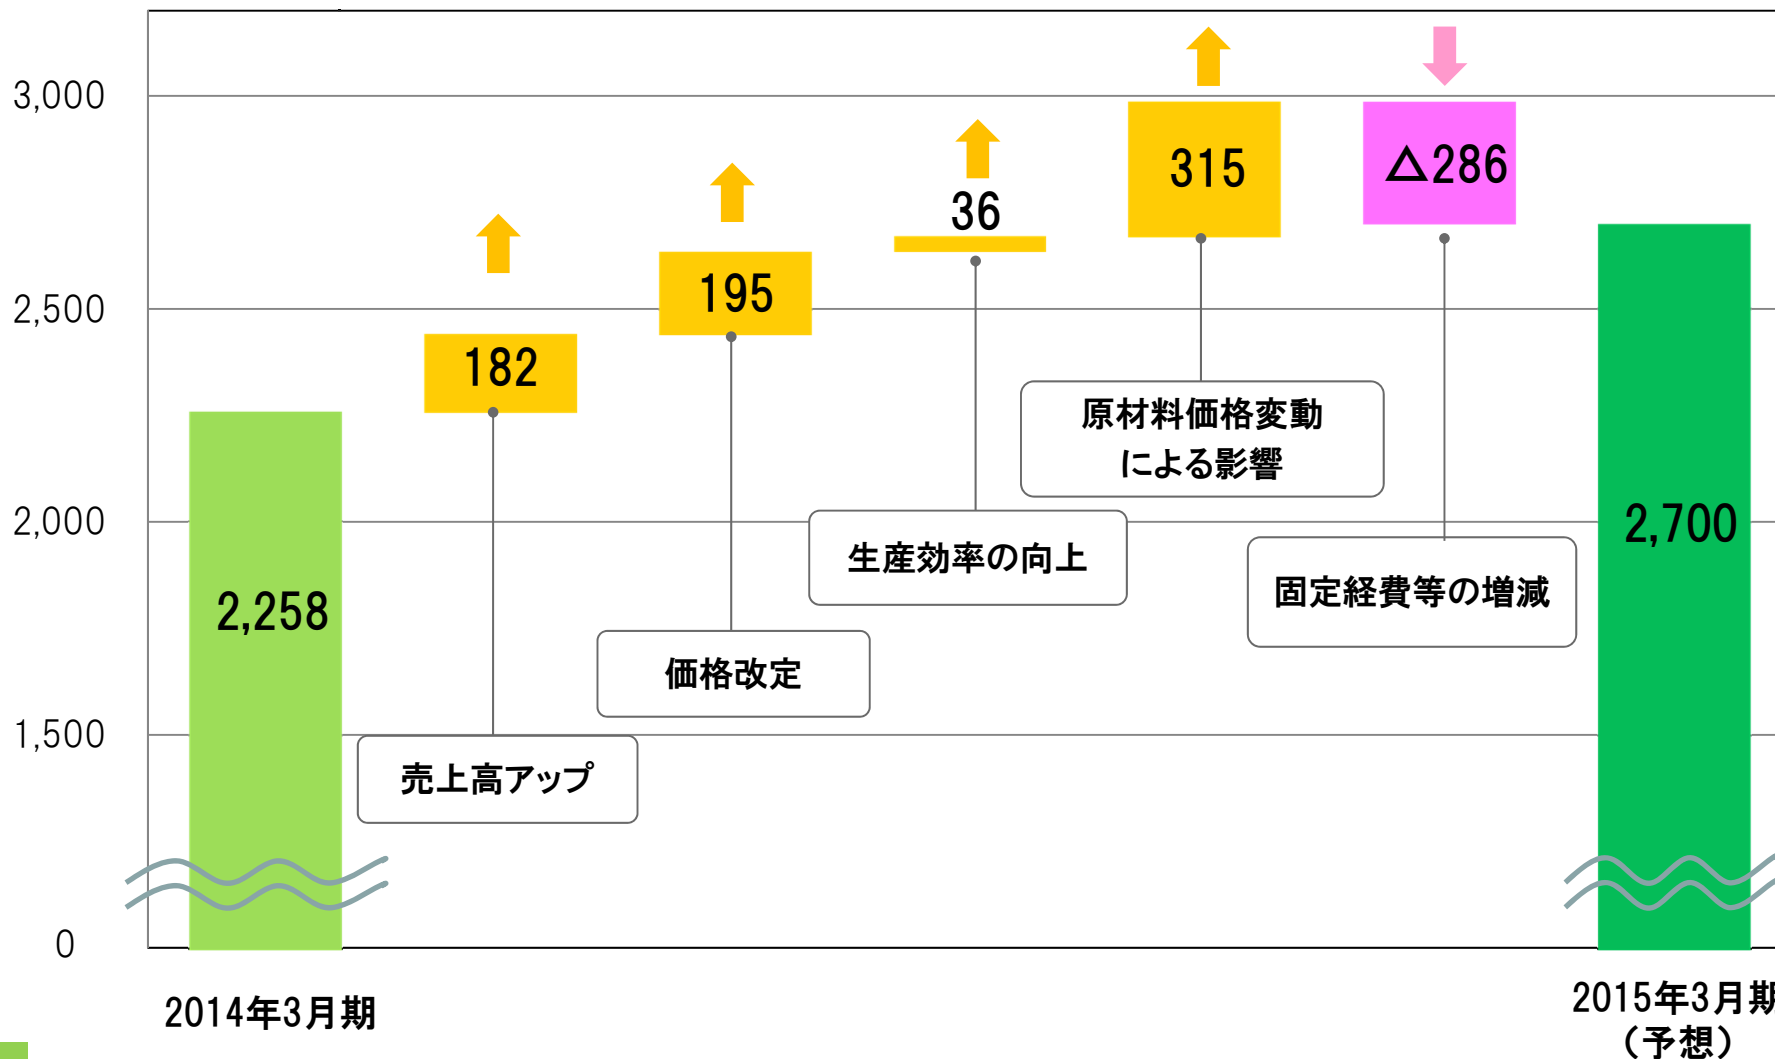 3,000
2,500
2,000
1,500
0
2,258
182
195
36
315
△286
2,700
売上高アップ
価格改定
生産効率の向上
原材料価格変動
による影響
固定経費等の増減
2014年3月期
2015年3月期
（予想）